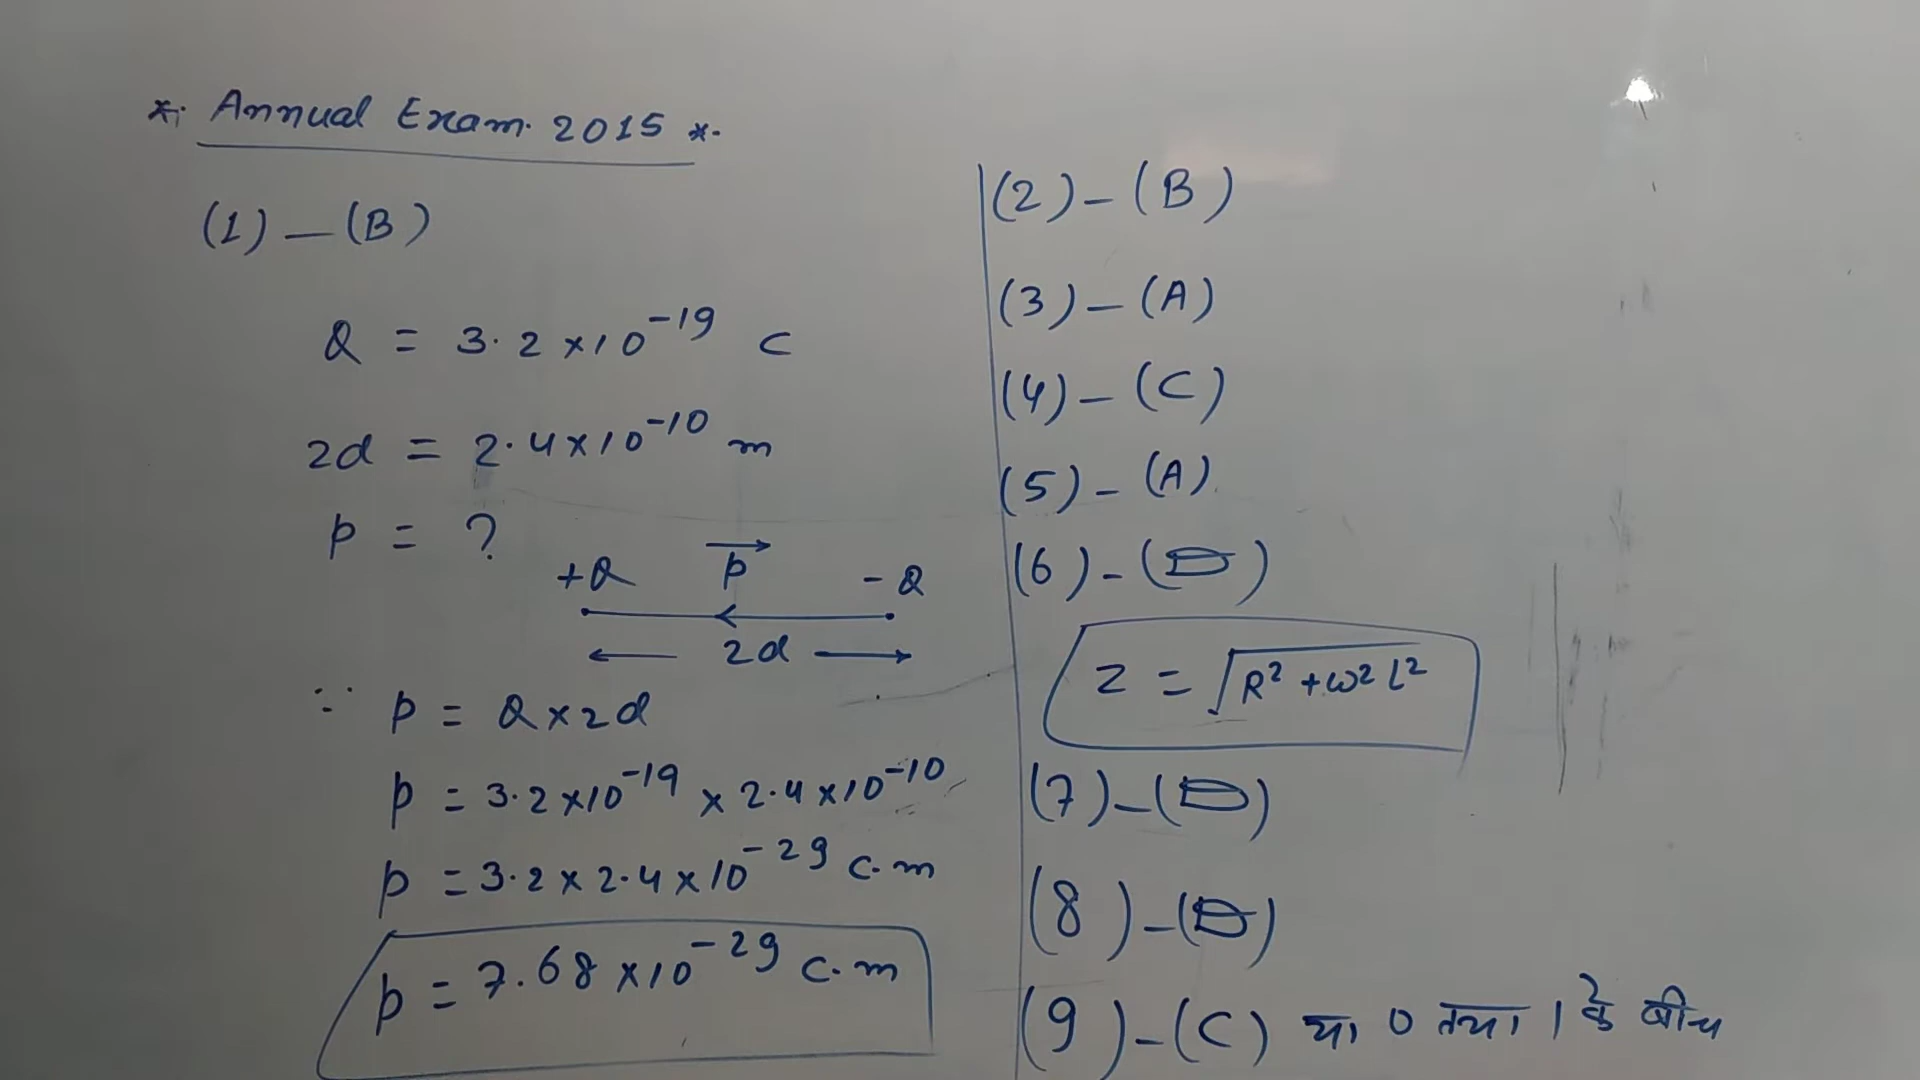 *. Annual Exam. 2015 *.
(1) — (B)
Q = 3.2 × 10⁻¹⁹ C
2d = 2.4 × 10⁻¹⁰ m
p = ?
+Q p⃗ - Q
2d
∵ p = Q × 2d
p = 3.2 × 10⁻¹⁹ × 2.4 × 10⁻¹⁰
p = 3.2 × 2.4 × 10⁻²⁹ C.m
p = 7.68 × 10⁻²⁹ C.m
(2) - (B)
(3) - (A)
(4) - (C)
(5) - (A)
(6) - (D)
Z = √R² + ω² L²
(7) - (D)
(8) - (D)
(9) - (C) या 0 तथा 1 के बीच